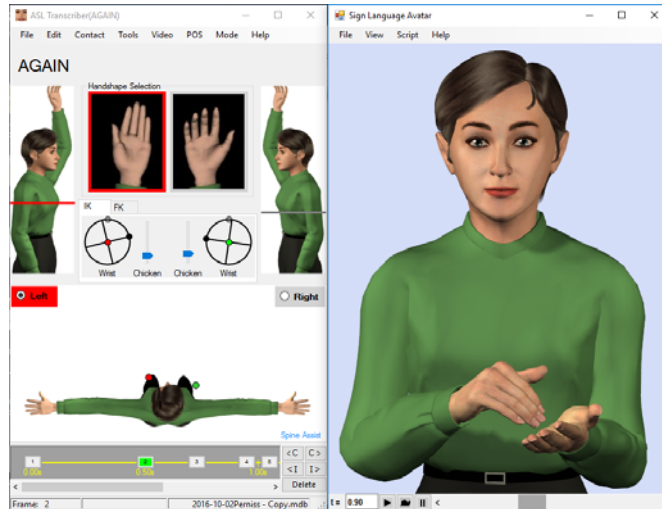 ASL Transcriber(AGAIN)
File Edit Contact Tools Video POS Mode Help
AGAIN
Handshape Selection
IK FK
Wrist Chicken Chicken Wrist
Left
Right
Spine Assist
1 2 3 4 5
0.00s 0.50s 1.00s
<C C>
<I I>
Delete
Frame: 2 2016-10-02Perniss - Copy.mdb
Sign Language Avatar
File View Script Help
t = 0.90